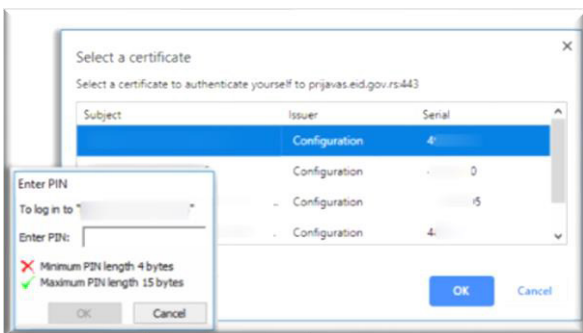 Select a certificate
Select a certificate to authenticate yourself to prijavas.eid.gov.rs:443
Subject Issuer Serial
Configuration
Configuration
Configuration
Configuration
OK Cancel
Enter PIN
To log in to " "
Enter PIN:
Minimum PIN length 4 bytes
Maximum PIN length 15 bytes
OK Cancel